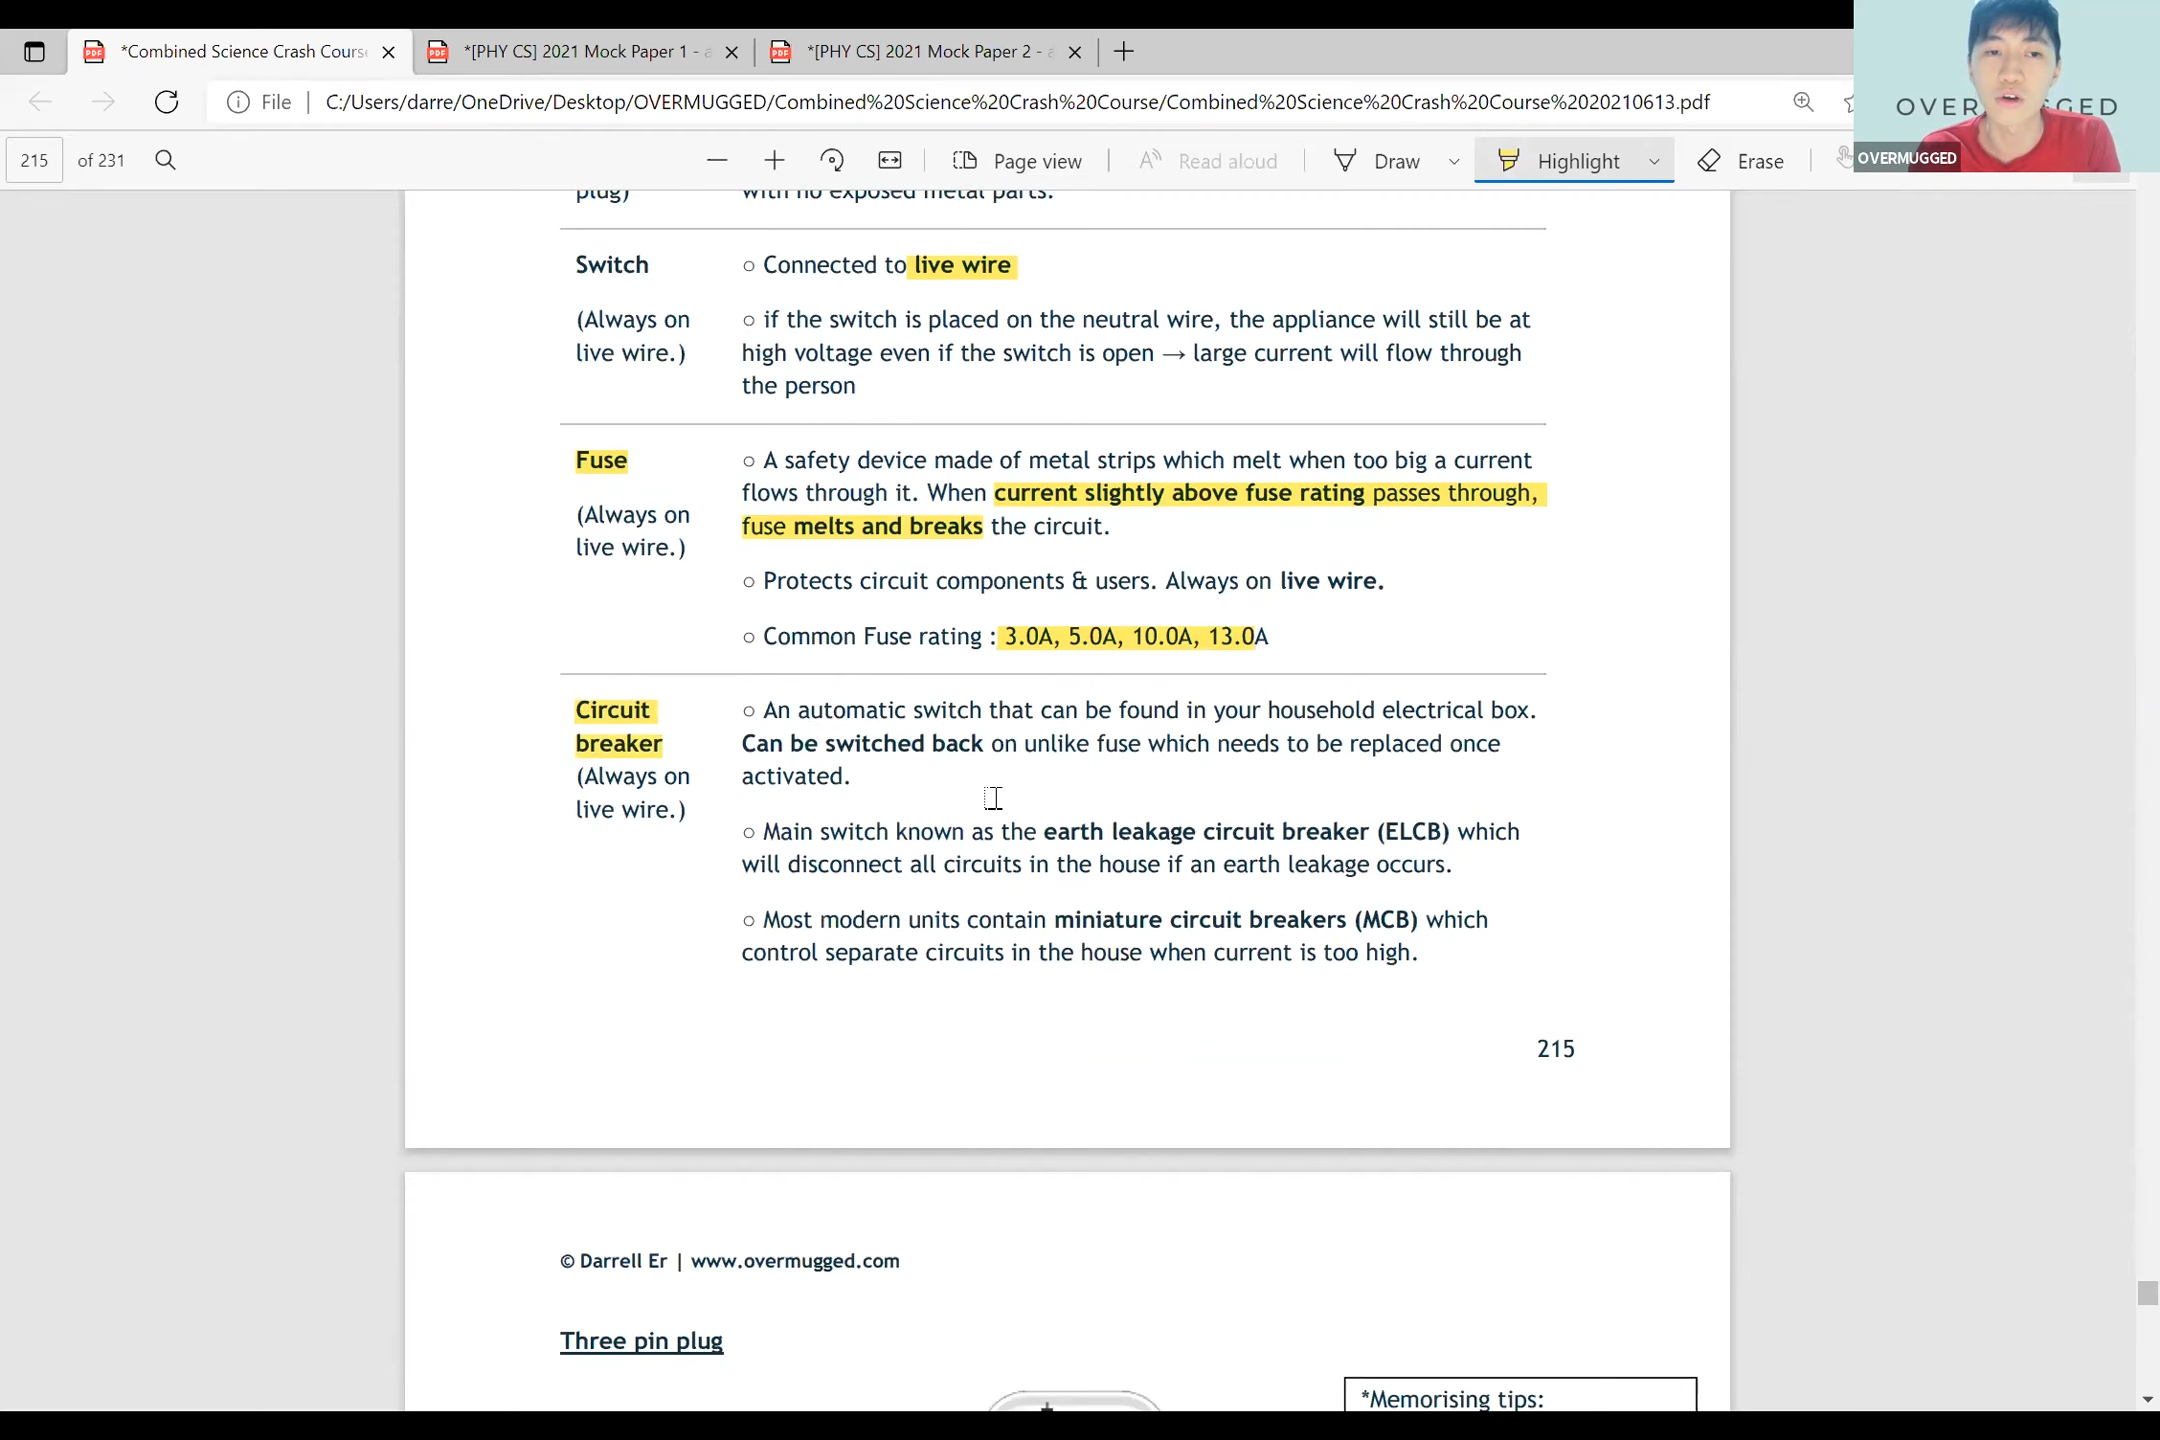 *Combined Science Crash Cours
*[PHY CS] 2021 Mock Paper 1 - a
*[PHY CS] 2021 Mock Paper 2 - a
File | C:/Users/darre/OneDrive/Desktop/OVERMUGGED/Combined%20Science%20Crash%20Course/Combined%20Science%20Crash%20Course%2020210613.pdf
OVERMUGGED
OVERMUGGED
215 of 231
Page view
Read aloud
Draw
Highlight
Erase
plug)
with no exposed metal parts.
Switch
(Always on
live wire.)
○ Connected to live wire
○ if the switch is placed on the neutral wire, the appliance will still be at
high voltage even if the switch is open → large current will flow through
the person
Fuse
(Always on
live wire.)
○ A safety device made of metal strips which melt when too big a current
flows through it. When current slightly above fuse rating passes through,
fuse melts and breaks the circuit.
○ Protects circuit components & users. Always on live wire.
○ Common Fuse rating : 3.0A, 5.0A, 10.0A, 13.0A
Circuit
breaker
(Always on
live wire.)
○ An automatic switch that can be found in your household electrical box.
Can be switched back on unlike fuse which needs to be replaced once
activated.
○ Main switch known as the earth leakage circuit breaker (ELCB) which
will disconnect all circuits in the house if an earth leakage occurs.
○ Most modern units contain miniature circuit breakers (MCB) which
control separate circuits in the house when current is too high.
215
© Darrell Er | www.overmugged.com
Three pin plug
*Memorising tips: